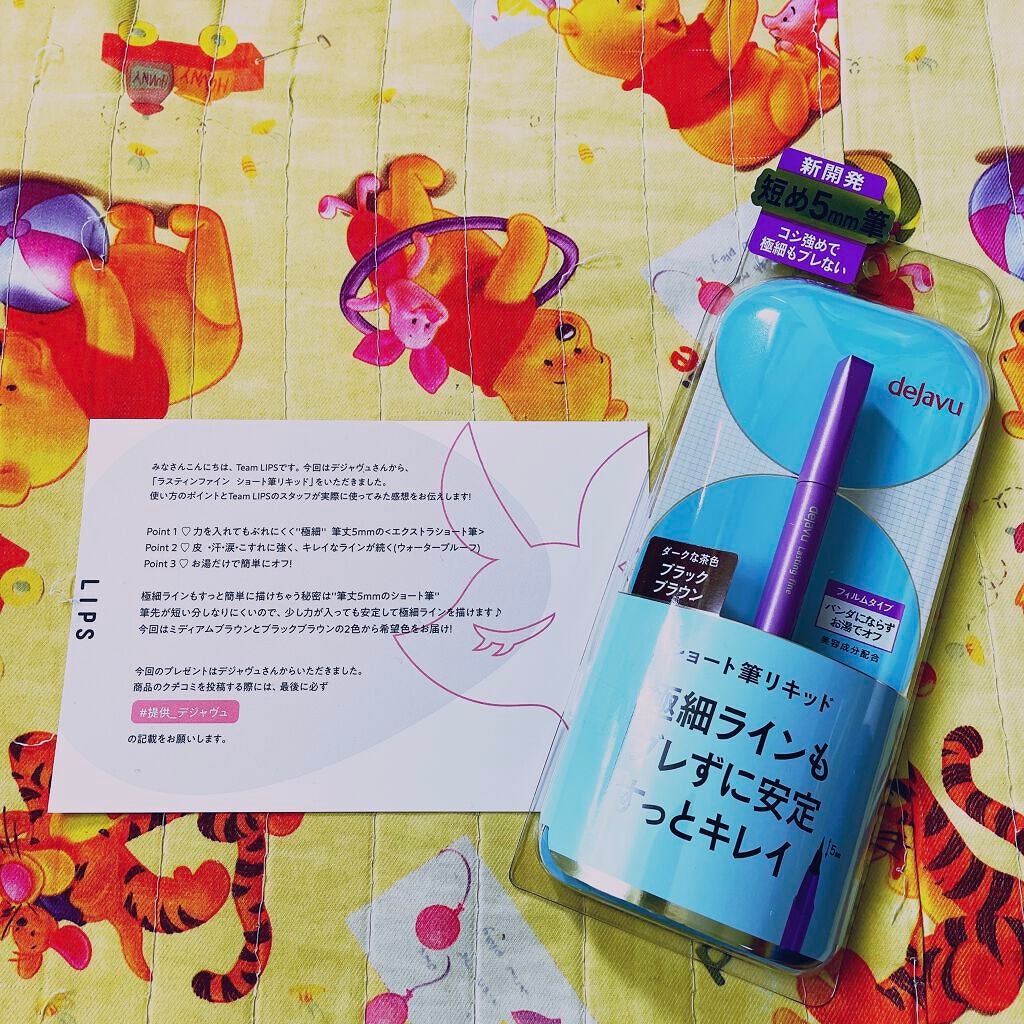 みなさんこんにちは、Team LIPSです。今回はデジャヴュさんから、
「ラスティンファイン ショート筆リキッド」をいただきました。
使い方のポイントとTeam LIPSのスタッフが実際に使ってみた感想をお伝えします!
Point 1 ♡ 力を入れてもぶれにくく"極細" 筆丈5mmの<エクストラショート筆>
Point 2 ♡ 皮脂・汗・涙・こすれに強く、キレイなラインが続く(ウォータープルーフ)
Point 3 ♡ お湯だけで簡単にオフ!
極細ラインもすっと簡単に描けちゃう秘密は"筆丈5mmのショート筆"
筆先が短い分しなりにくいので、少し力が入っても安定して極細ラインを描けます♪
今回はミディアムブラウンとブラックブラウンの2色から希望色をお届け!
今回のプレゼントはデジャヴュさんからいただきました。
商品のクチコミを投稿する際には、最後に必ず
#提供_デジャヴュ
の記載をお願いします。
LIPS
新開発
短め5mm筆
コシ強めで
極細もブレない
dejavu
dejavu Lasting fine
ダークな茶色
ブラック
ブラウン
フィルムタイプ
パンダにならず
お湯でオフ
美容成分配合
ショート筆リキッド
極細ラインも
ブレずに安定
すっとキレイ
HUNNY
HUNNY